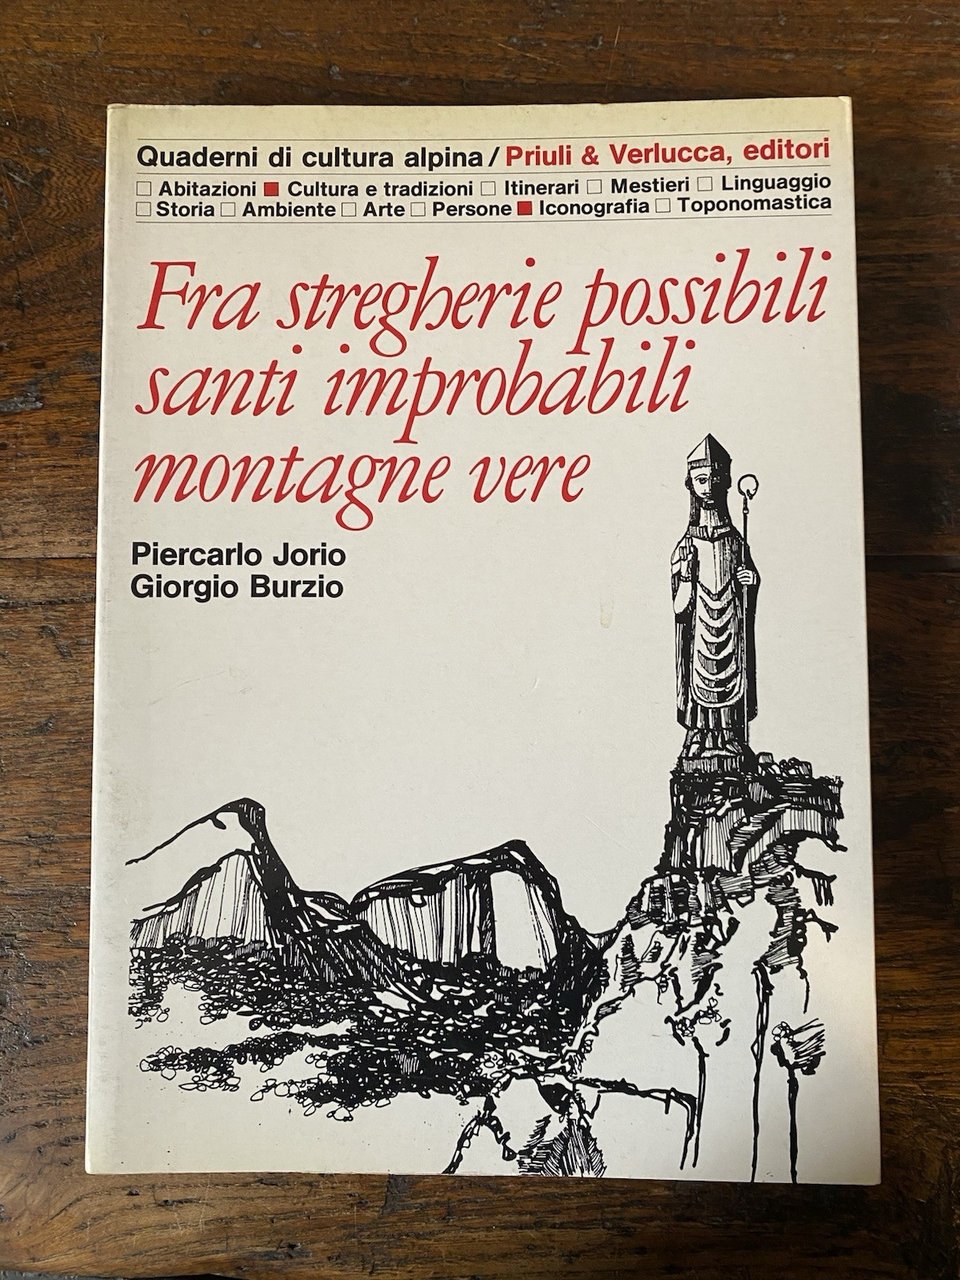 Quaderni di cultura alpina / Priuli & Verlucca, editori
☐ Abitazioni ■ Cultura e tradizioni ☐ Itinerari ☐ Mestieri ☐ Linguaggio
☐ Storia ☐ Ambiente ☐ Arte ☐ Persone ■ Iconografia ☐ Toponomastica
Fra stregherie possibili
santi improbabili
montagne vere
Piercarlo Jorio
Giorgio Burzio